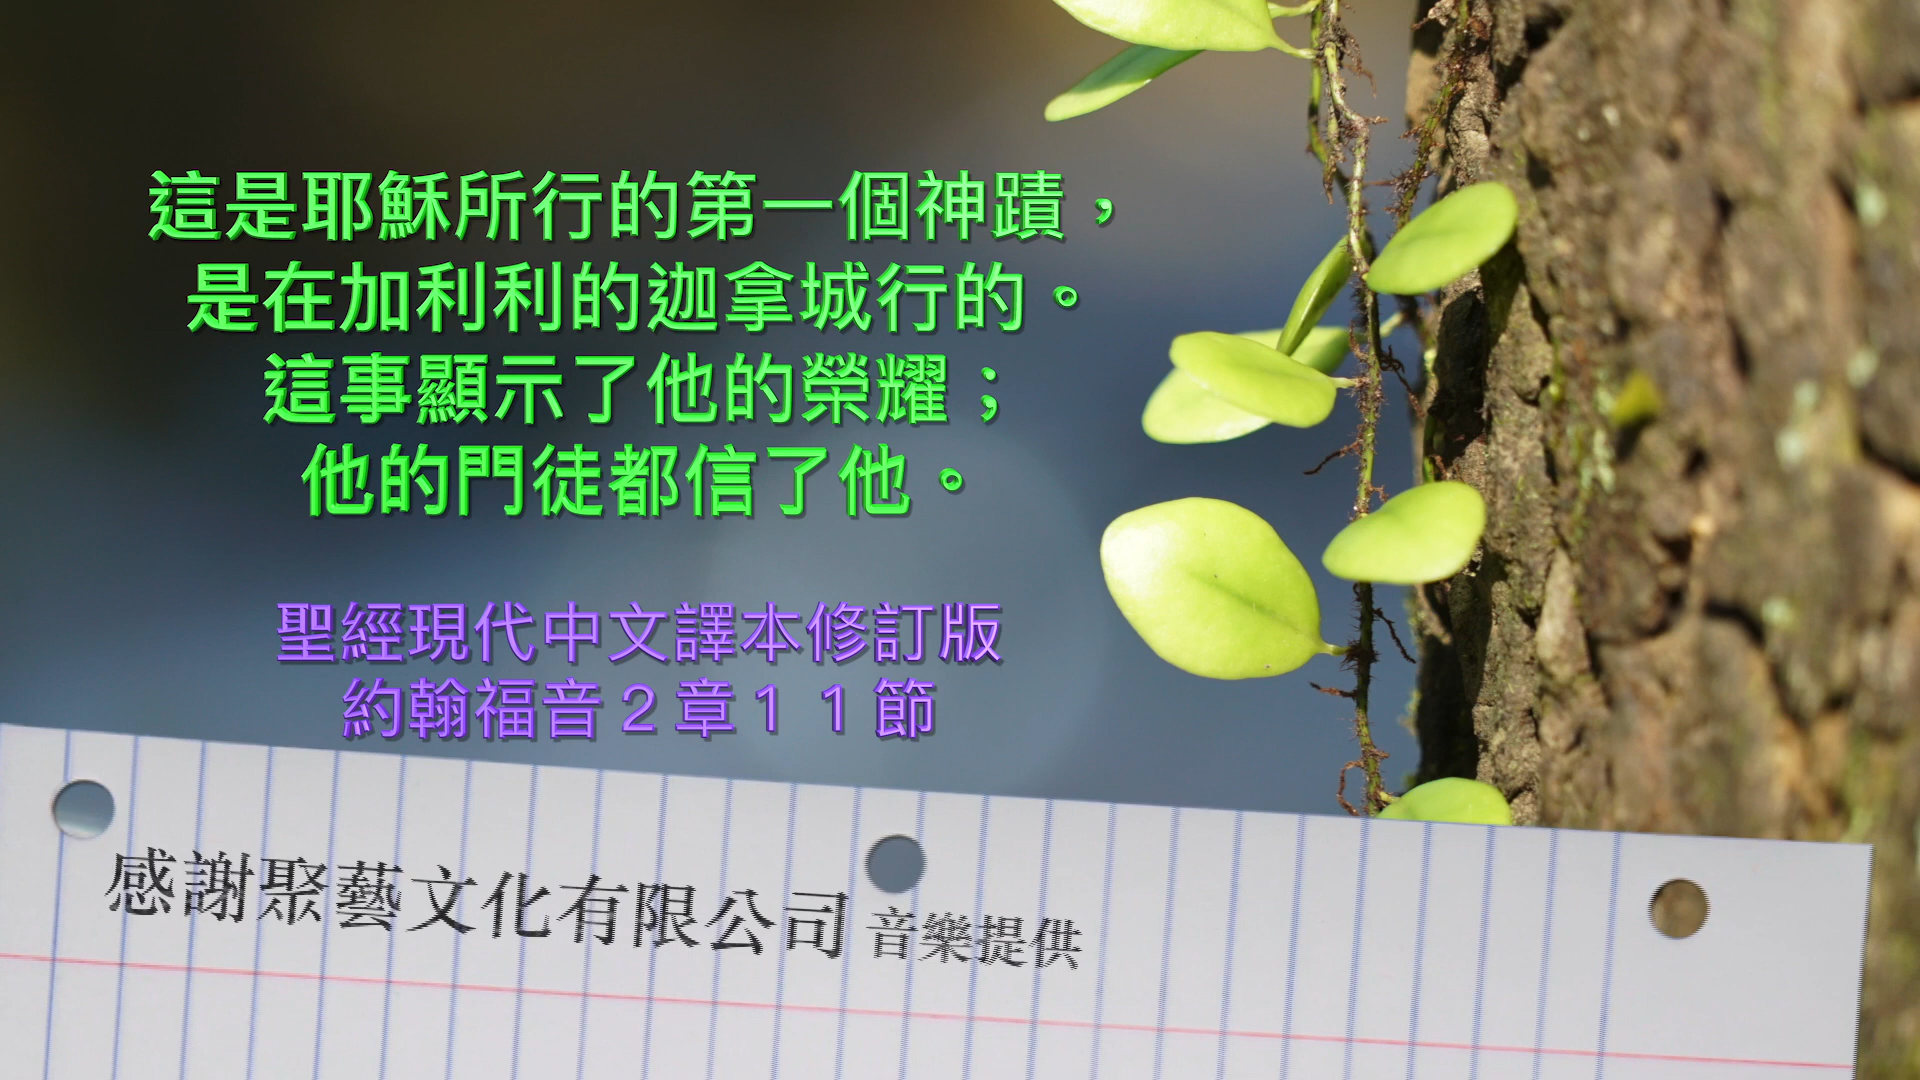 這是耶穌所行的第一個神蹟，
是在加利利的迦拿城行的。
這事顯示了他的榮耀；
他的門徒都信了他。
聖經現代中文譯本修訂版
約翰福音２章１１節
感謝聚藝文化有限公司 音樂提供